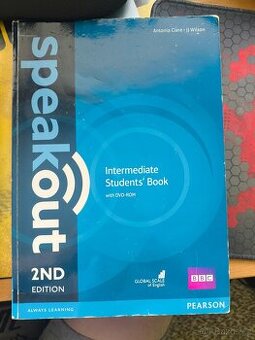 Antonia Clare • JJ Wilson
speakout
Intermediate
Students' Book
with DVD-ROM
2ND
EDITION
GLOBAL SCALE
of English
BBC
ALWAYS LEARNING
PEARSON